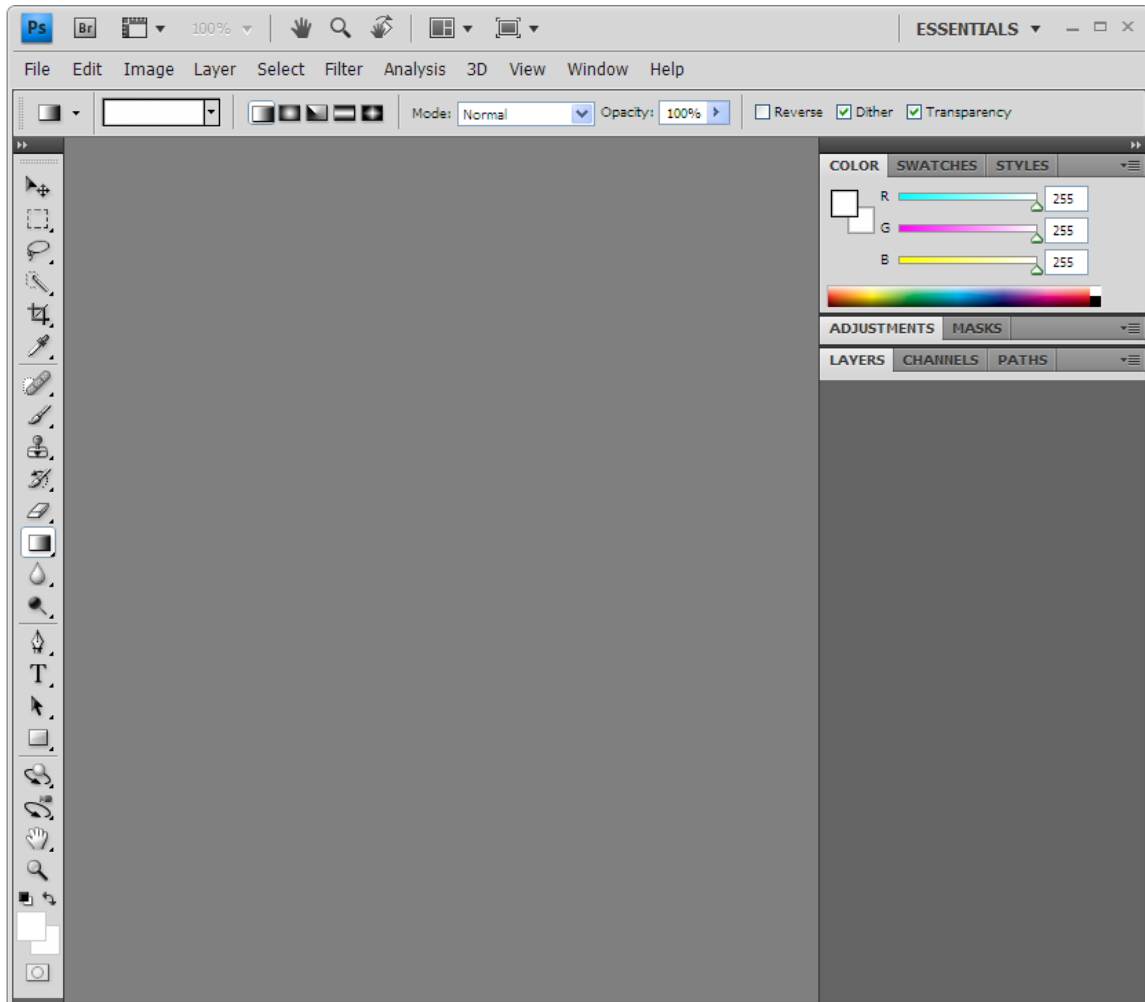 Ps Br 100% ESSENTIALS
File Edit Image Layer Select Filter Analysis 3D View Window Help
Mode: Normal Opacity: 100% Reverse Dither Transparency
COLOR SWATCHES STYLES
R 255
G 255
B 255
ADJUSTMENTS MASKS
LAYERS CHANNELS PATHS
T